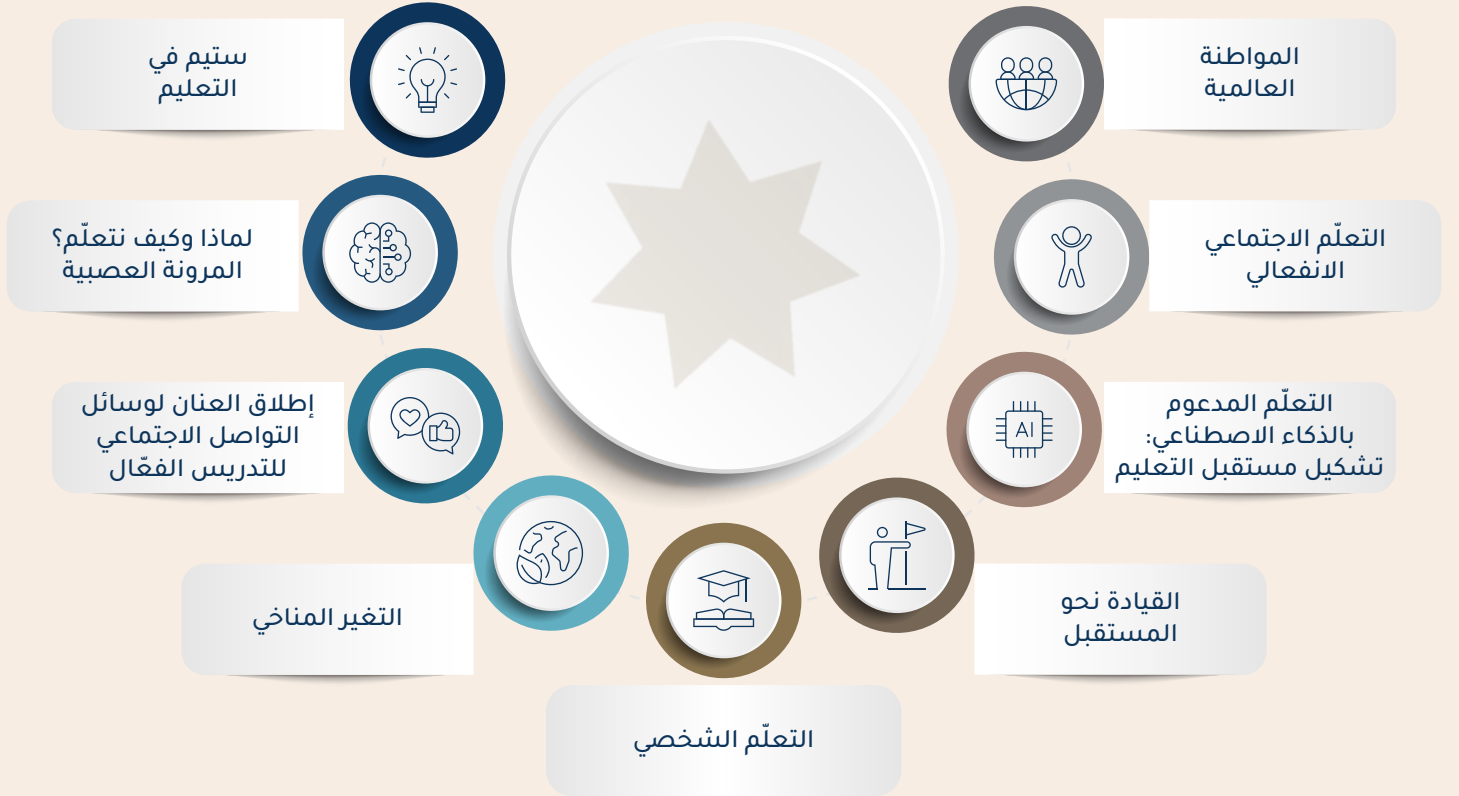 المواطنة
العالمية
التعلّم الاجتماعي
الانفعالي
التعلّم المدعوم
بالذكاء الاصطناعي:
تشكيل مستقبل التعليم
AI
القيادة نحو
المستقبل
التعلّم الشخصي
التغير المناخي
إطلاق العنان لوسائل
التواصل الاجتماعي
للتدريس الفعّال
لماذا وكيف نتعلّم؟
المرونة العصبية
ستيم في
التعليم